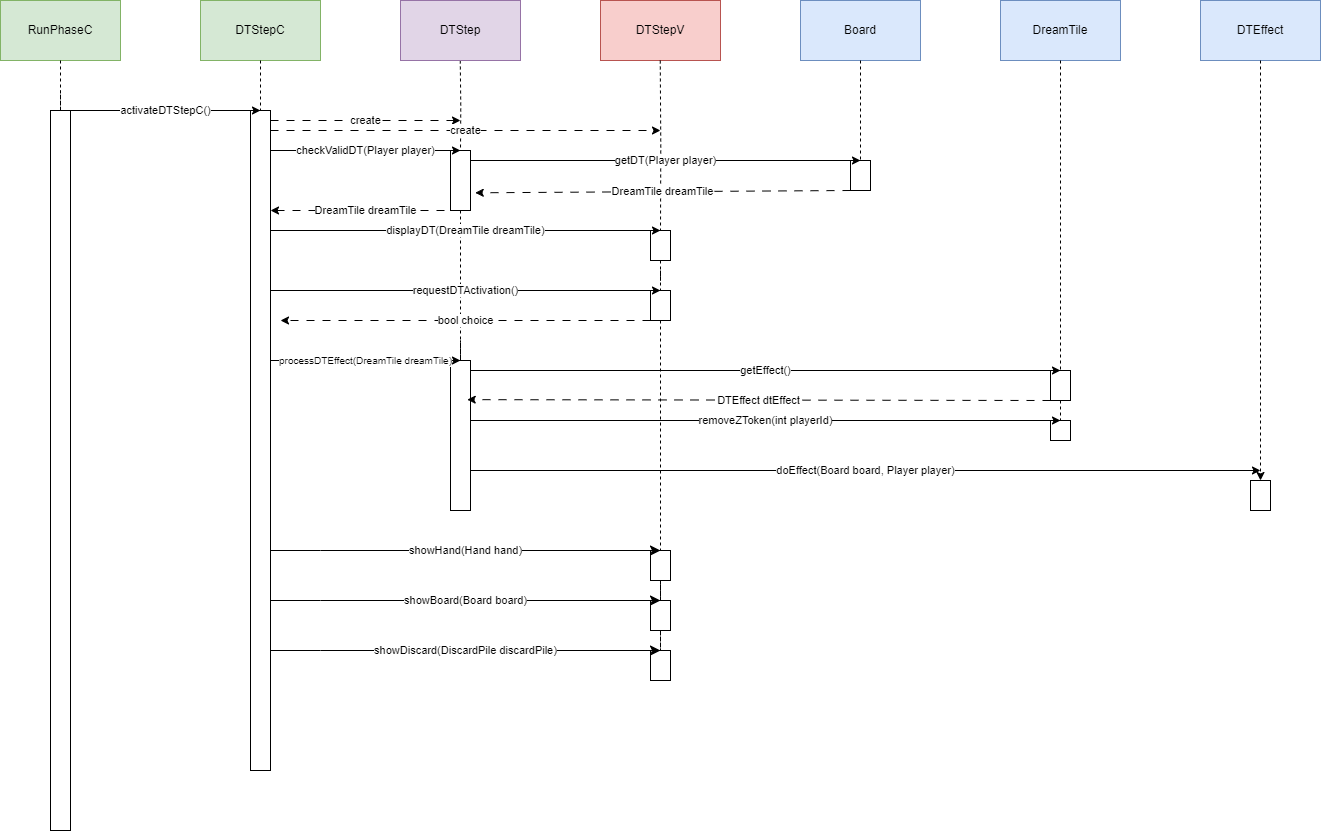 RunPhaseC
DTStepC
DTStep
DTStepV
Board
DreamTile
DTEffect
activateDTStepC()
create
create
checkValidDT(Player player)
getDT(Player player)
DreamTile dreamTile
DreamTile dreamTile
displayDT(DreamTile dreamTile)
requestDTActivation()
bool choice
processDTEffect(DreamTile dreamTile)
getEffect()
DTEffect dtEffect
removeZToken(int playerId)
doEffect(Board board, Player player)
showHand(Hand hand)
showBoard(Board board)
showDiscard(DiscardPile discardPile)